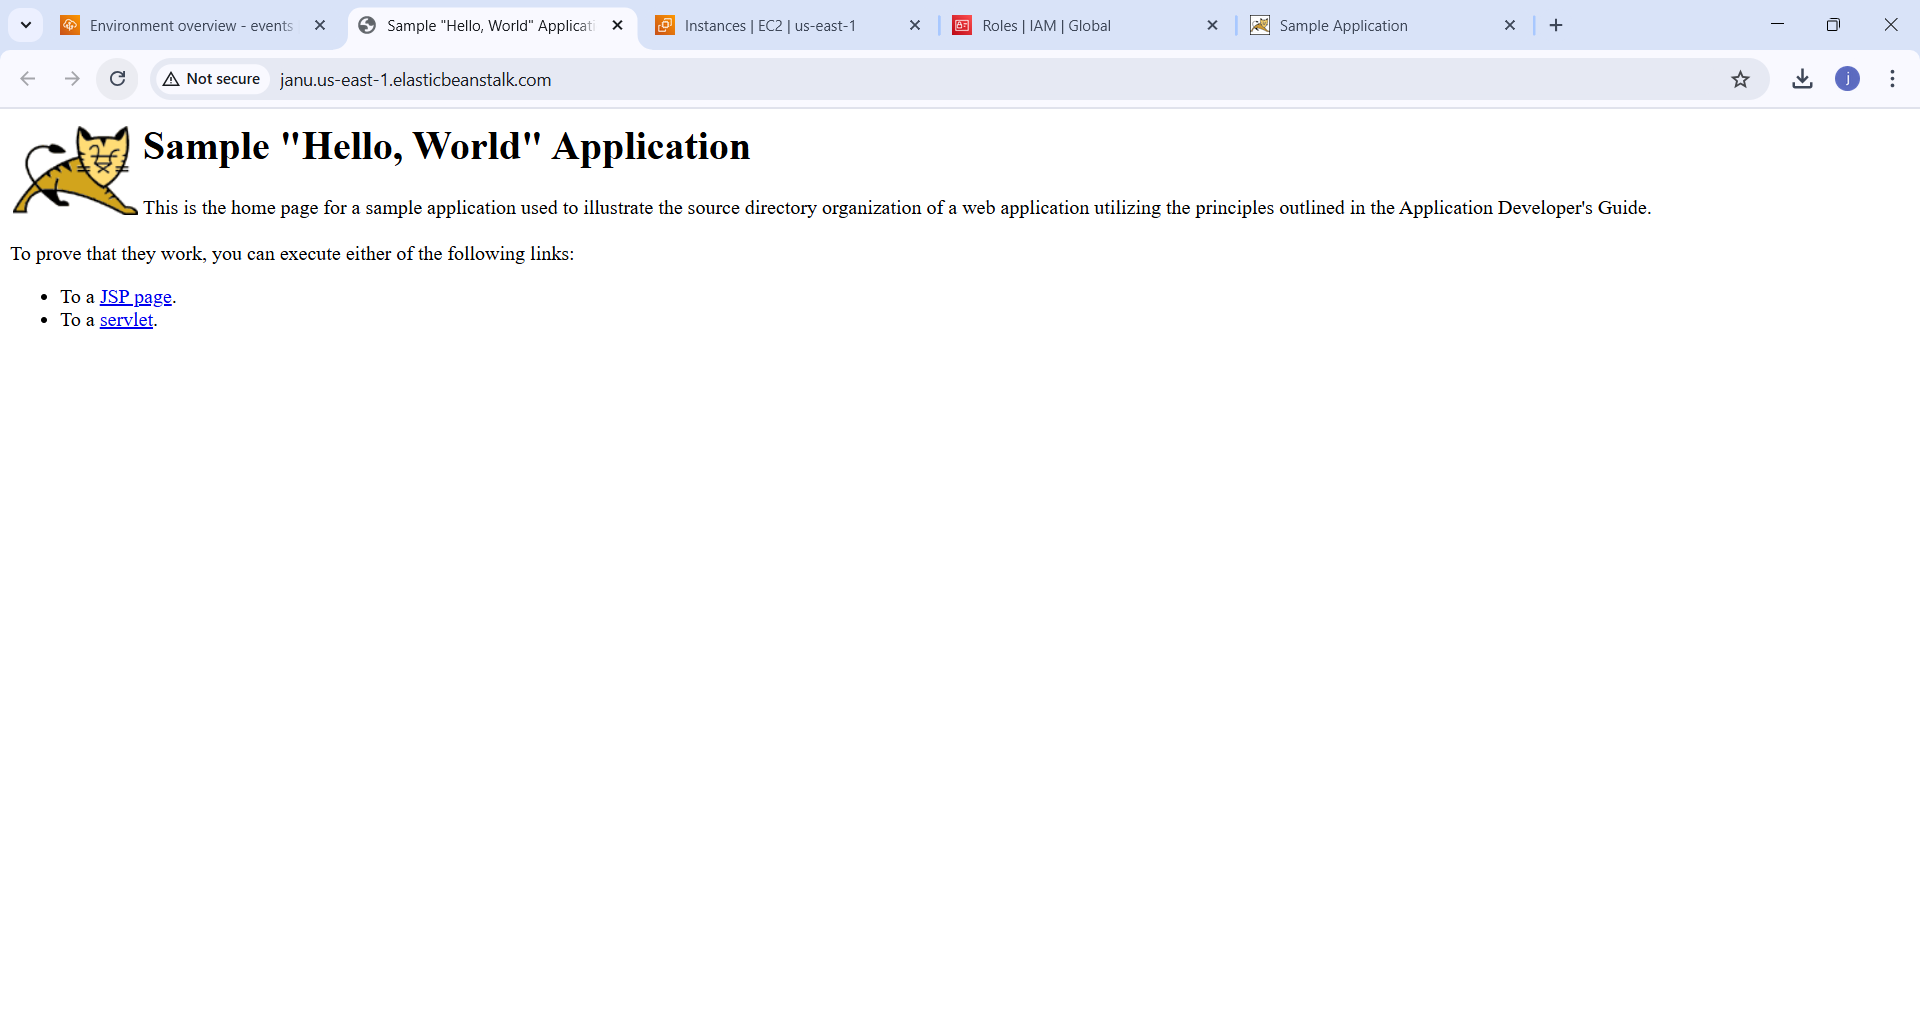 Environment overview - events
Sample "Hello, World" Applicati
Instances | EC2 | us-east-1
Roles | IAM | Global
Sample Application
Not secure
janu.us-east-1.elasticbeanstalk.com
j
Sample "Hello, World" Application
This is the home page for a sample application used to illustrate the source directory organization of a web application utilizing the principles outlined in the Application Developer's Guide.
To prove that they work, you can execute either of the following links:
• To a JSP page.
• To a servlet.